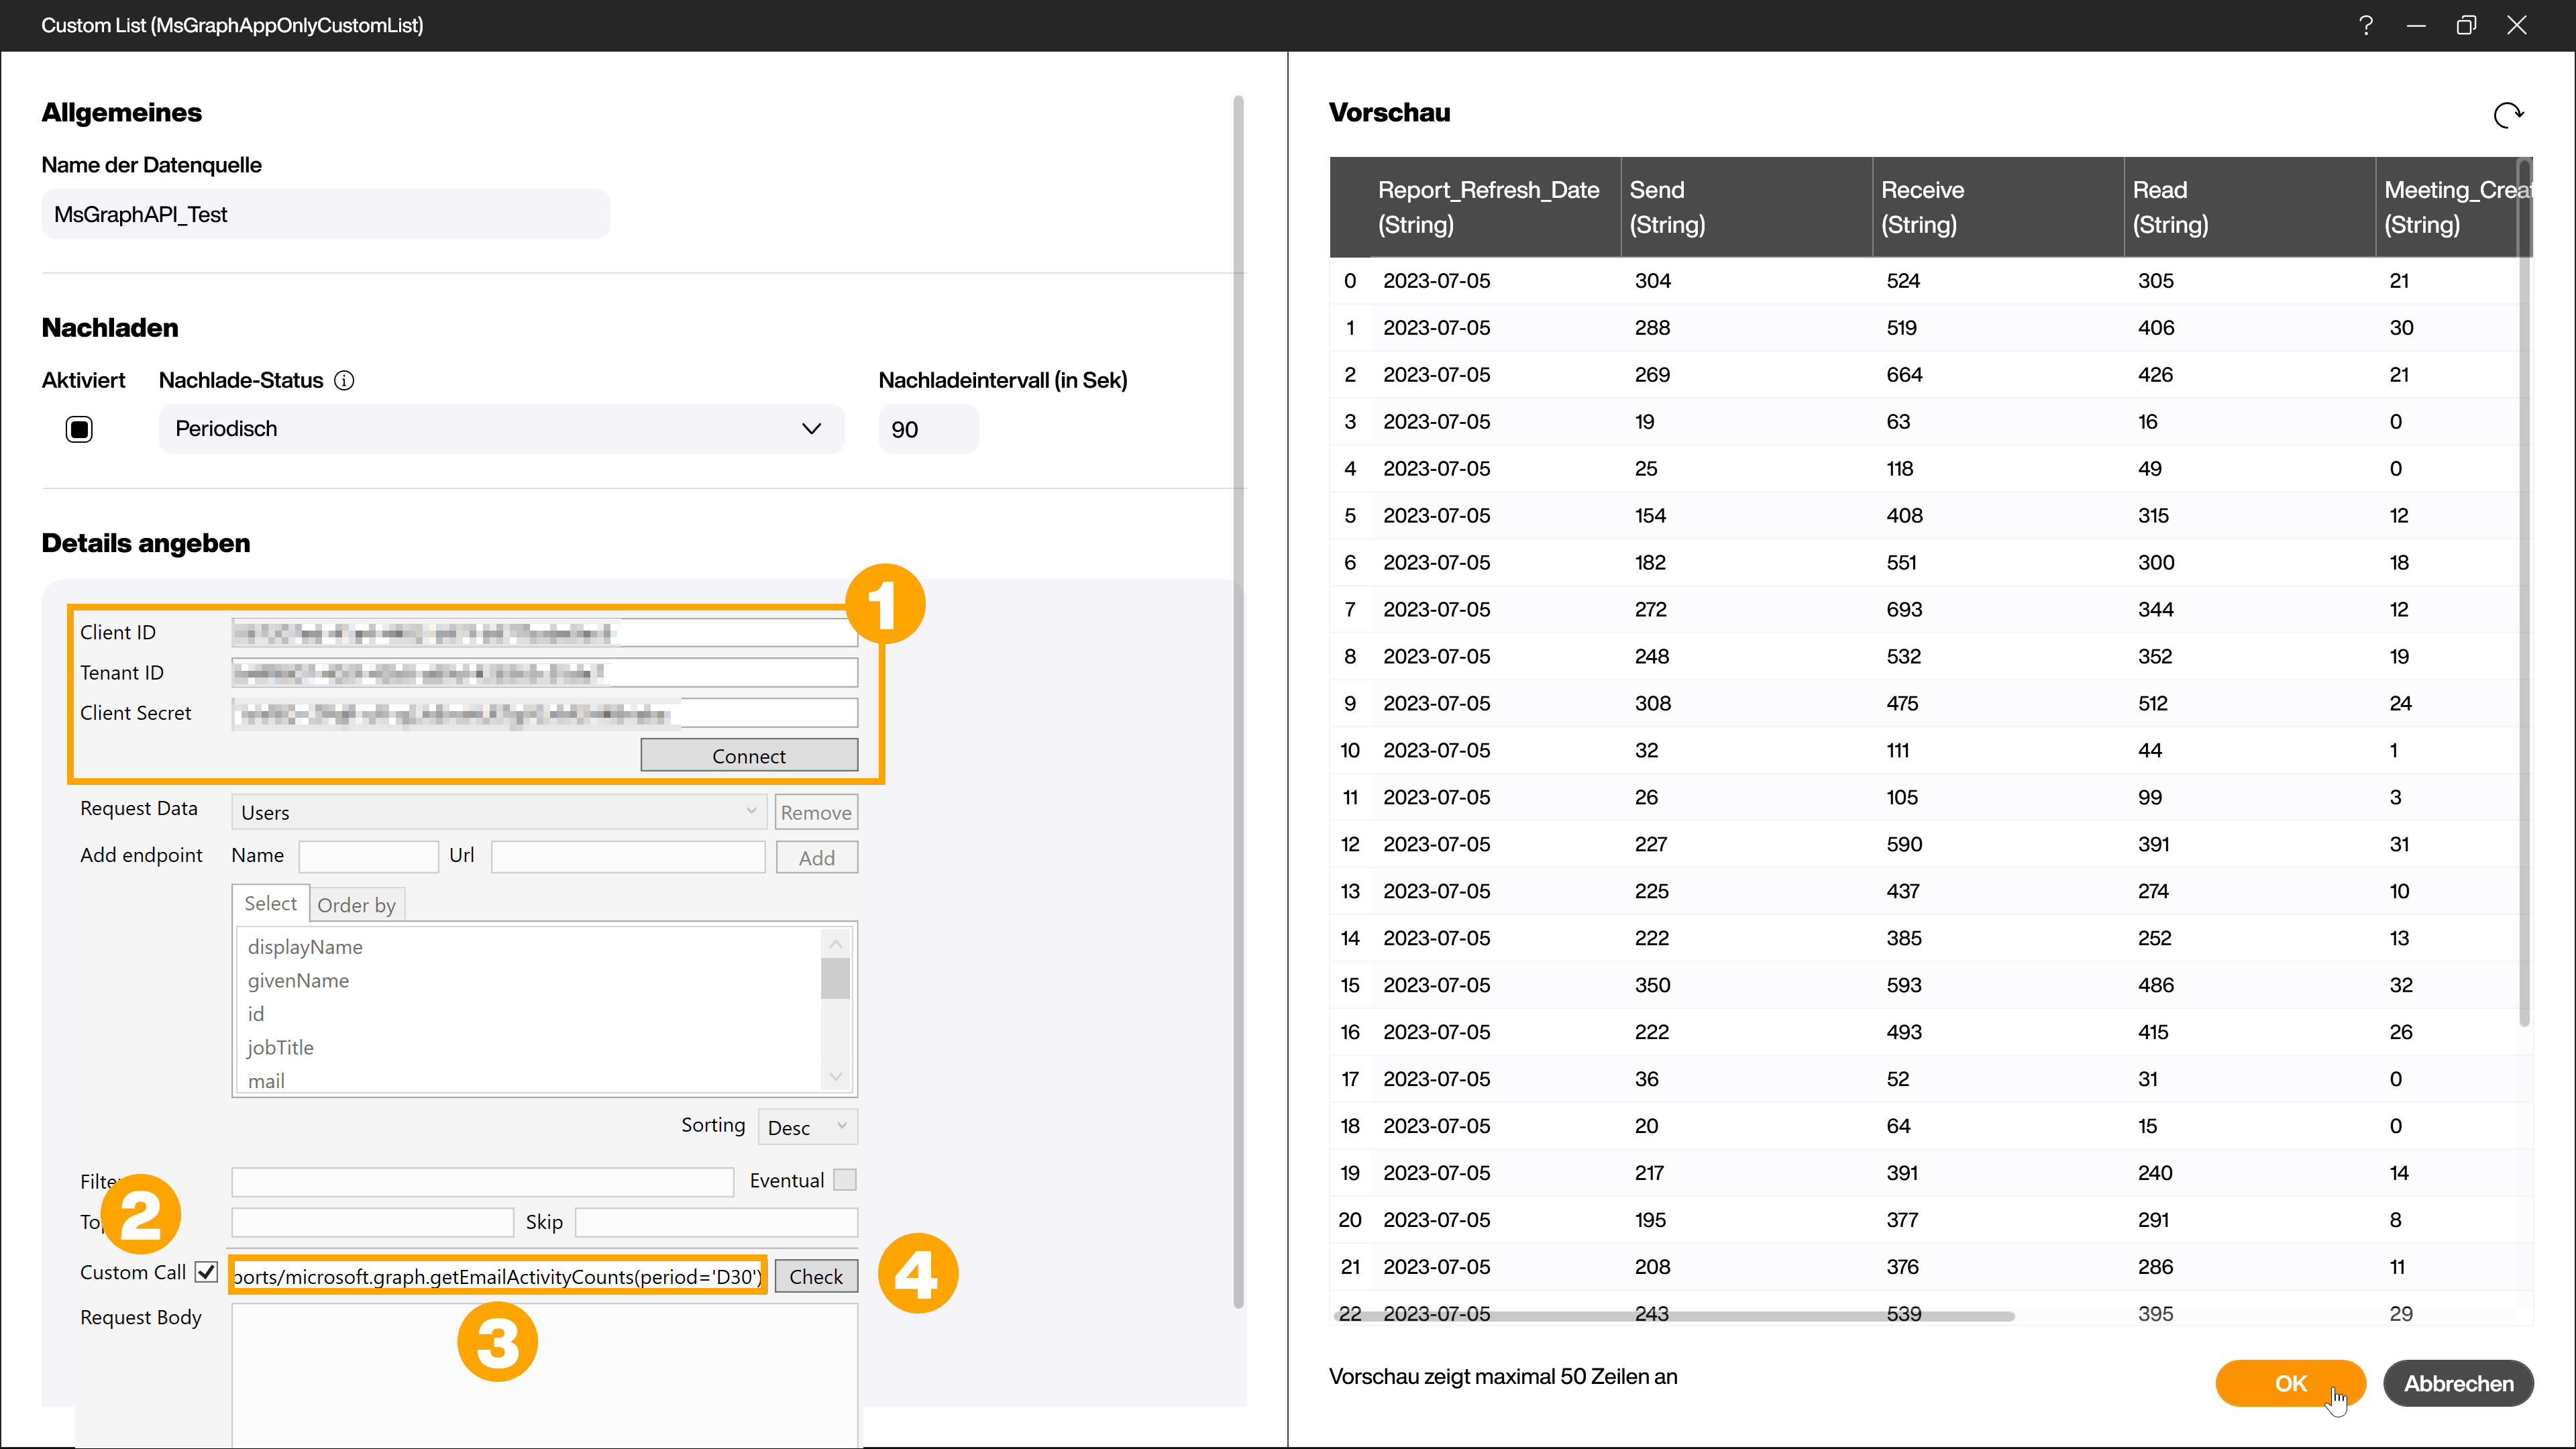 Custom List (MsGraphAppOnlyCustomList)
Allgemeines
Name der Datenquelle
MsGraphAPI_Test
Nachladen
Aktiviert Nachlade-Status Nachladeintervall (in Sek)
Periodisch 90
Details angeben
1
Client ID
Tenant ID
Client Secret
Connect
Request Data Users Remove
Add endpoint Name Url Add
Select Order by
displayName
givenName
id
jobTitle
mail
Sorting Desc
Filte Eventual
2
To Skip
Custom Call ports/microsoft.graph.getEmailActivityCounts(period='D30') Check 4
Request Body
3
Vorschau
Report_Refresh_Date Send Receive Read Meeting_Creat
(String) (String) (String) (String) (String)
0 2023-07-05 304 524 305 21
1 2023-07-05 288 519 406 30
2 2023-07-05 269 664 426 21
3 2023-07-05 19 63 16 0
4 2023-07-05 25 118 49 0
5 2023-07-05 154 408 315 12
6 2023-07-05 182 551 300 18
7 2023-07-05 272 693 344 12
8 2023-07-05 248 532 352 19
9 2023-07-05 308 475 512 24
10 2023-07-05 32 111 44 1
11 2023-07-05 26 105 99 3
12 2023-07-05 227 590 391 31
13 2023-07-05 225 437 274 10
14 2023-07-05 222 385 252 13
15 2023-07-05 350 593 486 32
16 2023-07-05 222 493 415 26
17 2023-07-05 36 52 31 0
18 2023-07-05 20 64 15 0
19 2023-07-05 217 391 240 14
20 2023-07-05 195 377 291 8
21 2023-07-05 208 376 286 11
22 2023-07-05 243 539 395 29
Vorschau zeigt maximal 50 Zeilen an
OK Abbrechen